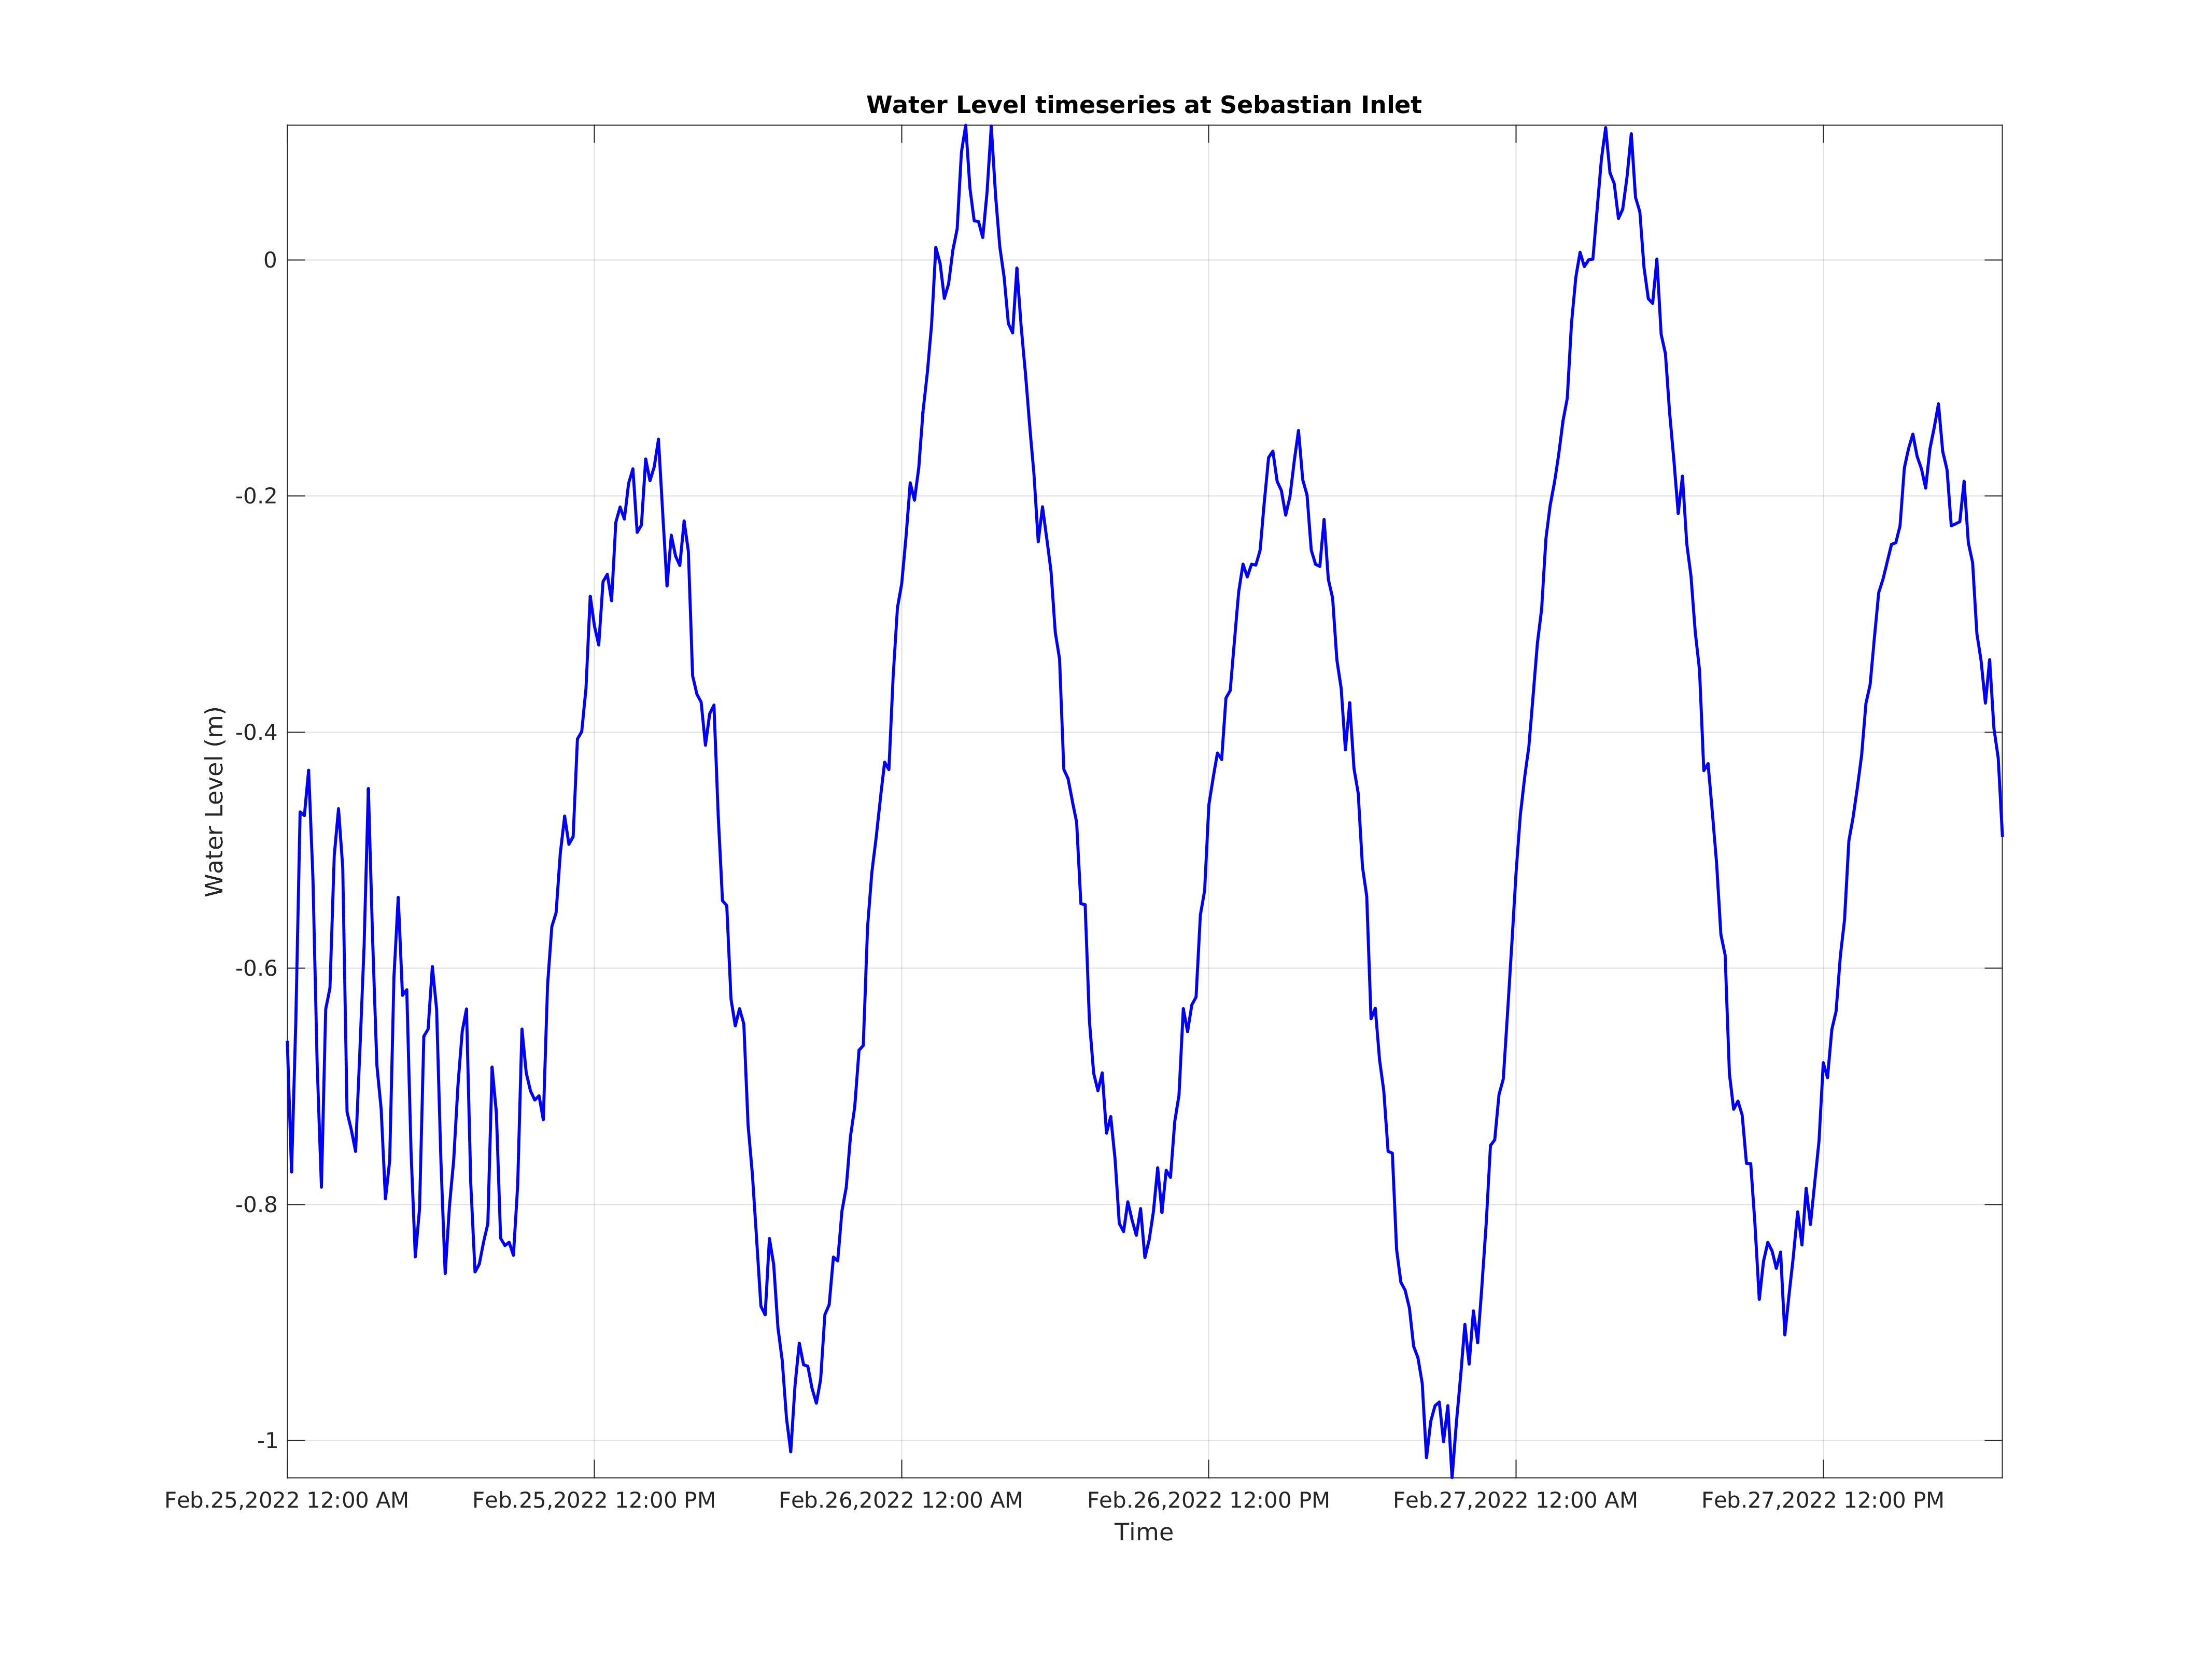 Water Level timeseries at Sebastian Inlet
Water Level (m)
0
-0.2
-0.4
-0.6
-0.8
-1
Feb.25,2022 12:00 AM
Feb.25,2022 12:00 PM
Feb.26,2022 12:00 AM
Feb.26,2022 12:00 PM
Feb.27,2022 12:00 AM
Feb.27,2022 12:00 PM
Time